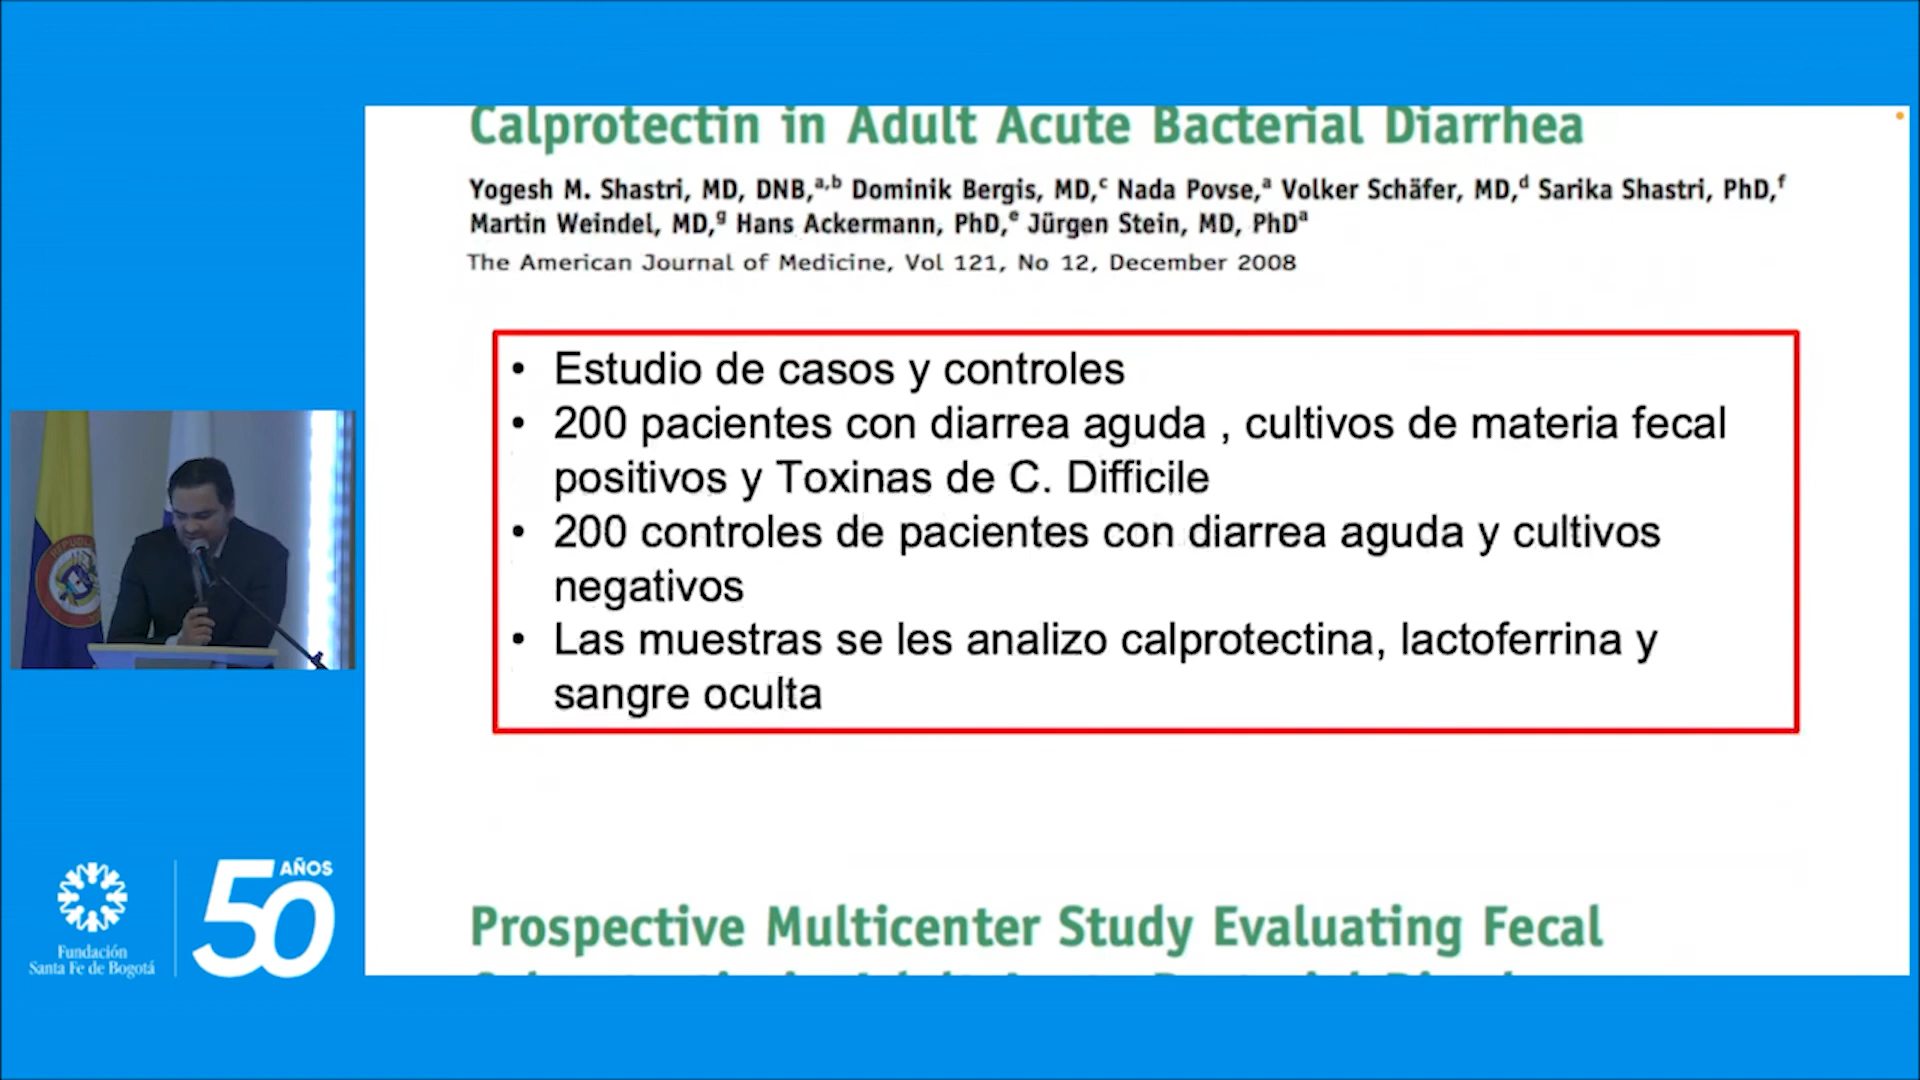 Calprotectin in Adult Acute Bacterial Diarrhea
Yogesh M. Shastri, MD, DNB,a,b Dominik Bergis, MD,c Nada Povse,a Volker Schäfer, MD,d Sarika Shastri, PhD,f
Martin Weindel, MD,g Hans Ackermann, PhD,e Jürgen Stein, MD, PhDa
The American Journal of Medicine, Vol 121, No 12, December 2008
• Estudio de casos y controles
• 200 pacientes con diarrea aguda , cultivos de materia fecal
positivos y Toxinas de C. Difficile
• 200 controles de pacientes con diarrea aguda y cultivos
negativos
• Las muestras se les analizo calprotectina, lactoferrina y
sangre oculta
Prospective Multicenter Study Evaluating Fecal
50 AÑOS
Fundación
Santa Fe de Bogotá